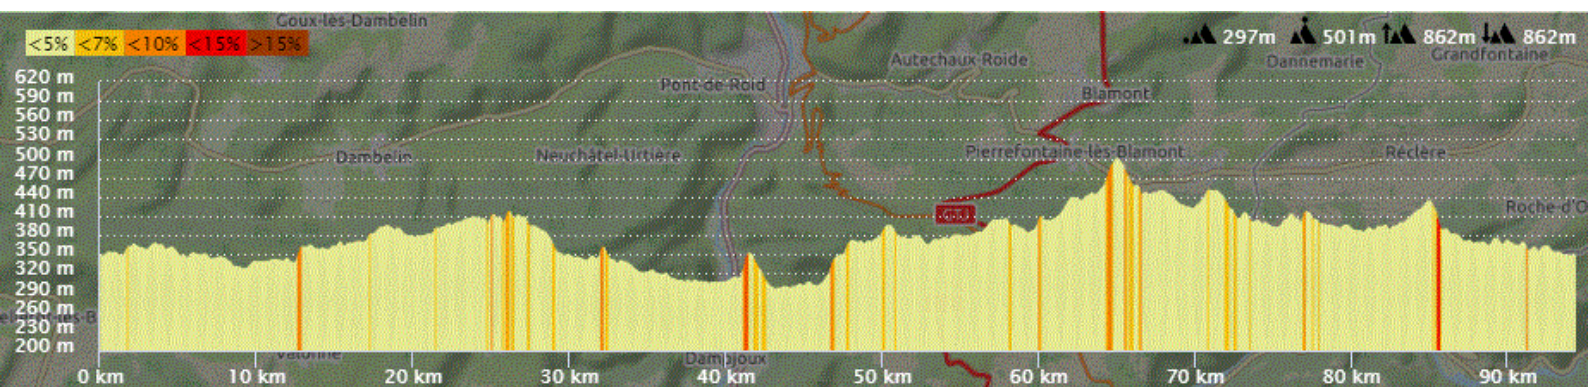 Goux-lès-Dambelin
<5% <7% <10% <15% >15%
297m 501m 862m 862m
Autechaux-Roide
Dannemarie
Grandfontaine
620 m
Pont-de-Roid
590 m
Blamont
560 m
530 m
500 m
Dambelin
Neuchâtel-Urtière
Pierrefontaine-lès-Blamont
Réclère
470 m
440 m
410 m
Roche-d'O
380 m
350 m
320 m
290 m
260 m
230 m
200 m
Valonne
Dampjoux
0 km 10 km 20 km 30 km 40 km 50 km 60 km 70 km 80 km 90 km